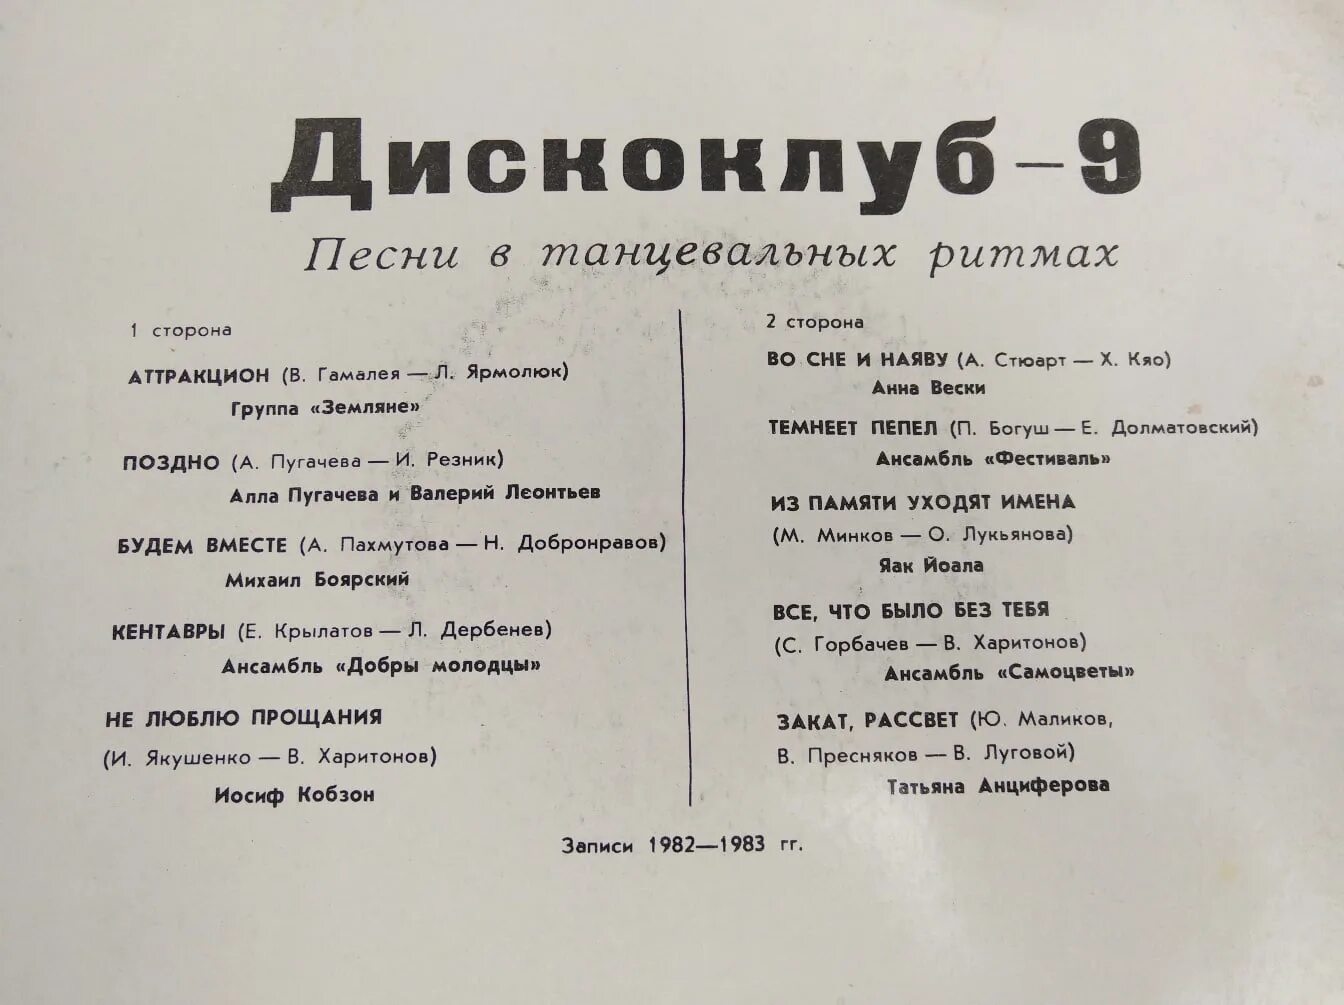 Дискоклуб – 9
Песни в танцевальных ритмах
1 сторона
АТТРАКЦИОН (В. Гамалея — Л. Ярмолюк)
Группа «Земляне»
ПОЗДНО (А. Пугачева — И. Резник)
Алла Пугачева и Валерий Леонтьев
БУДЕМ ВМЕСТЕ (А. Пахмутова — Н. Добронравов)
Михаил Боярский
КЕНТАВРЫ (Е. Крылатов — Л. Дербенев)
Ансамбль «Добры молодцы»
НЕ ЛЮБЛЮ ПРОЩАНИЯ
(И. Якушенко — В. Харитонов)
Иосиф Кобзон
2 сторона
ВО СНЕ И НАЯВУ (А. Стюарт — Х. Кяо)
Анна Вески
ТЕМНЕЕТ ПЕПЕЛ (П. Богуш — Е. Долматовский)
Ансамбль «Фестиваль»
ИЗ ПАМЯТИ УХОДЯТ ИМЕНА
(М. Минков — О. Лукьянова)
Яак Йоала
ВСЕ, ЧТО БЫЛО БЕЗ ТЕБЯ
(С. Горбачев — В. Харитонов)
Ансамбль «Самоцветы»
ЗАКАТ, РАССВЕТ (Ю. Маликов,
В. Пресняков — В. Луговой)
Татьяна Анциферова
Записи 1982—1983 гг.